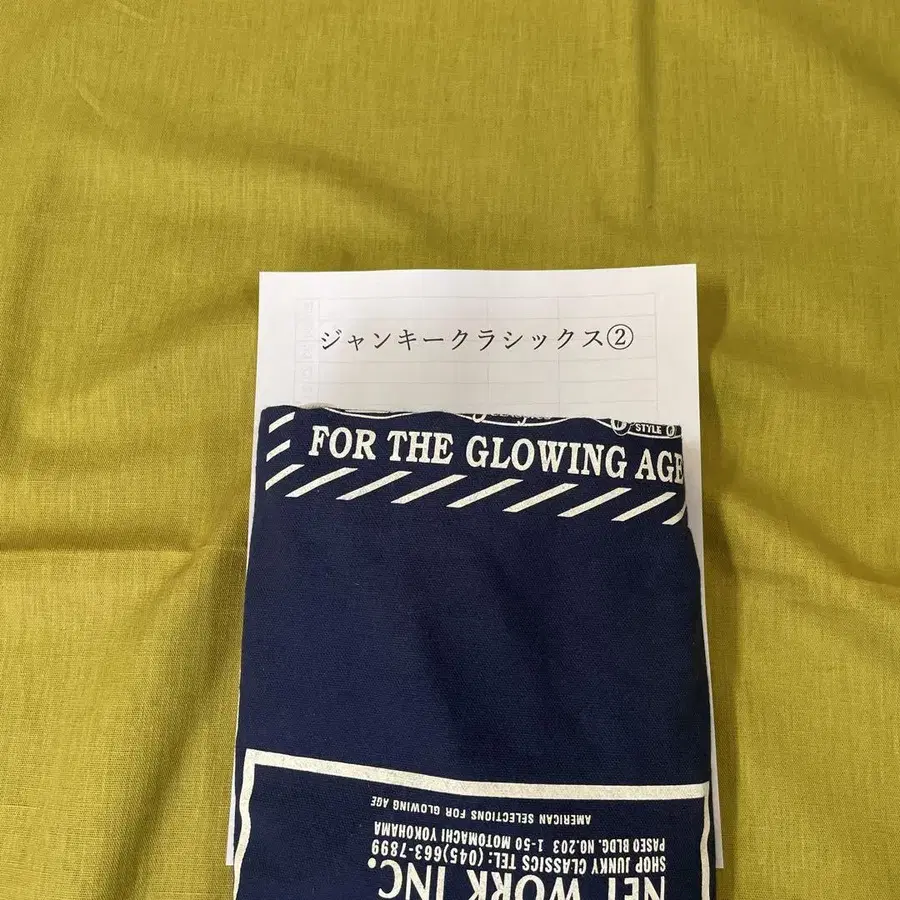 ジャンキークラシックス②
STYLE
FOR THE GLOWING AGE
NET WORK INC.
SHOP JUNKY CLASSICS TEL: (045)663-7899
PASEO BLDG. NO.203 1-50 MOTOMACHI YOKOHAMA
AMERICAN SELECTIONS FOR GLOWING AGE